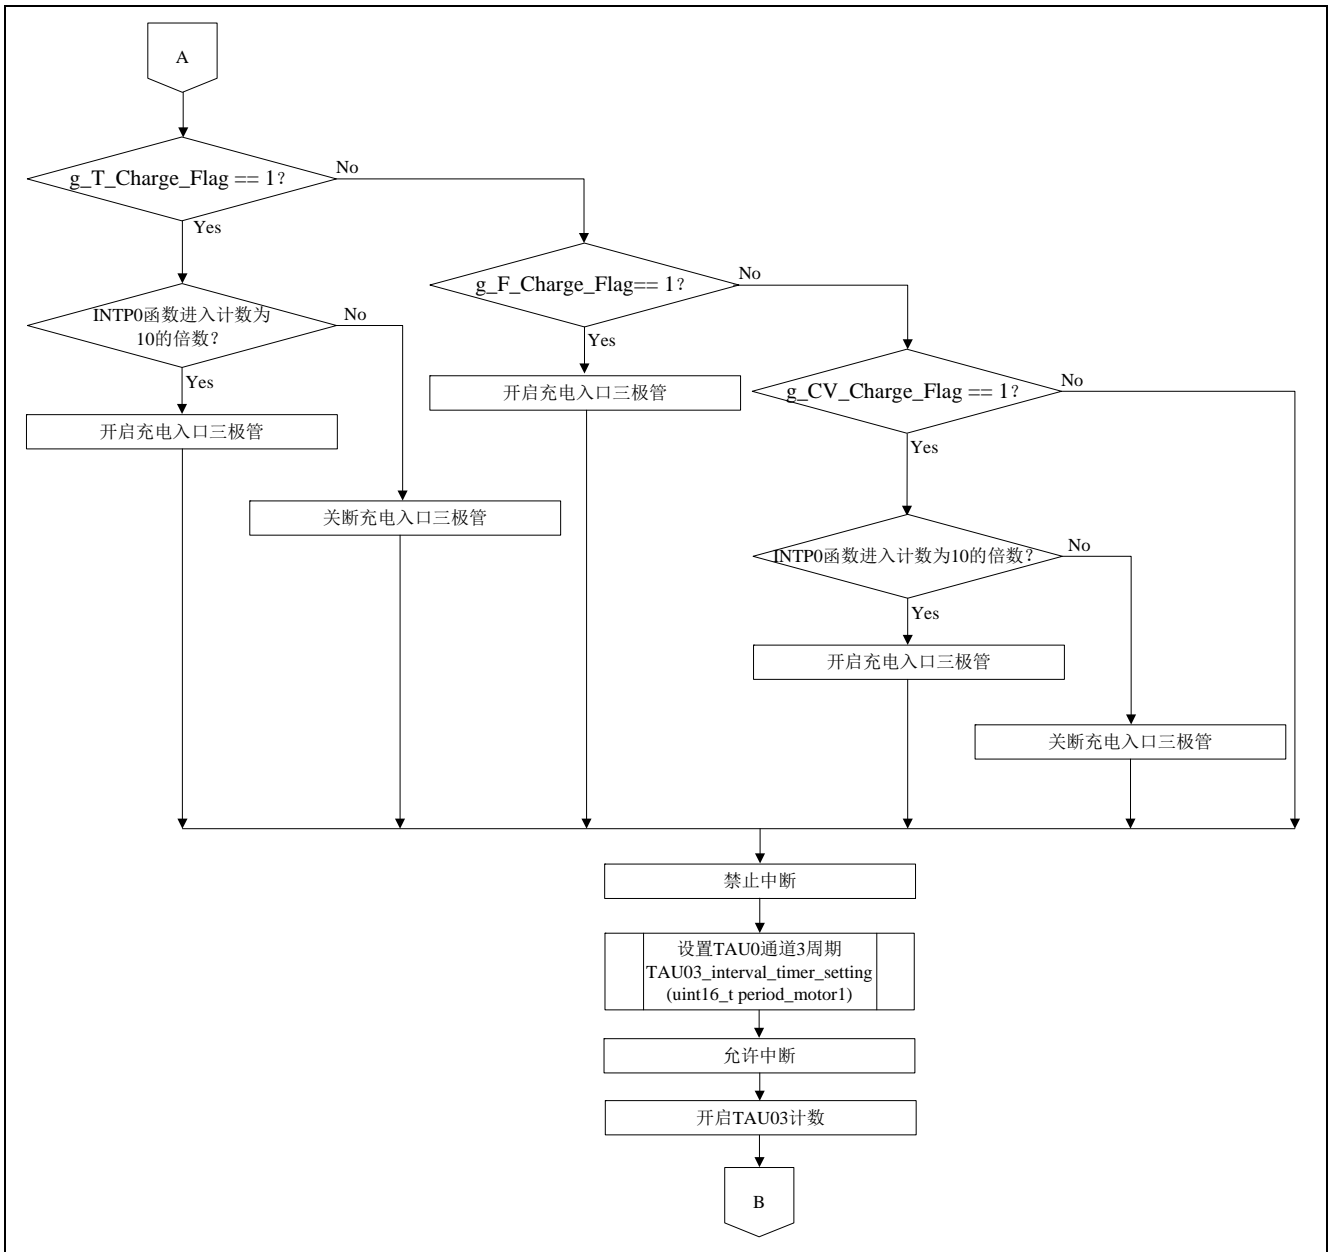 A
g_T_Charge_Flag == 1？
No
Yes
g_F_Charge_Flag== 1？
No
Yes
INTP0函数进入计数为
10的倍数？
No
Yes
开启充电入口三极管
开启充电入口三极管
g_CV_Charge_Flag == 1？
No
Yes
关断充电入口三极管
INTP0函数进入计数为10的倍数？
No
Yes
开启充电入口三极管
关断充电入口三极管
禁止中断
设置TAU0通道3周期
TAU03_interval_timer_setting
(uint16_t period_motor1)
允许中断
开启TAU03计数
B